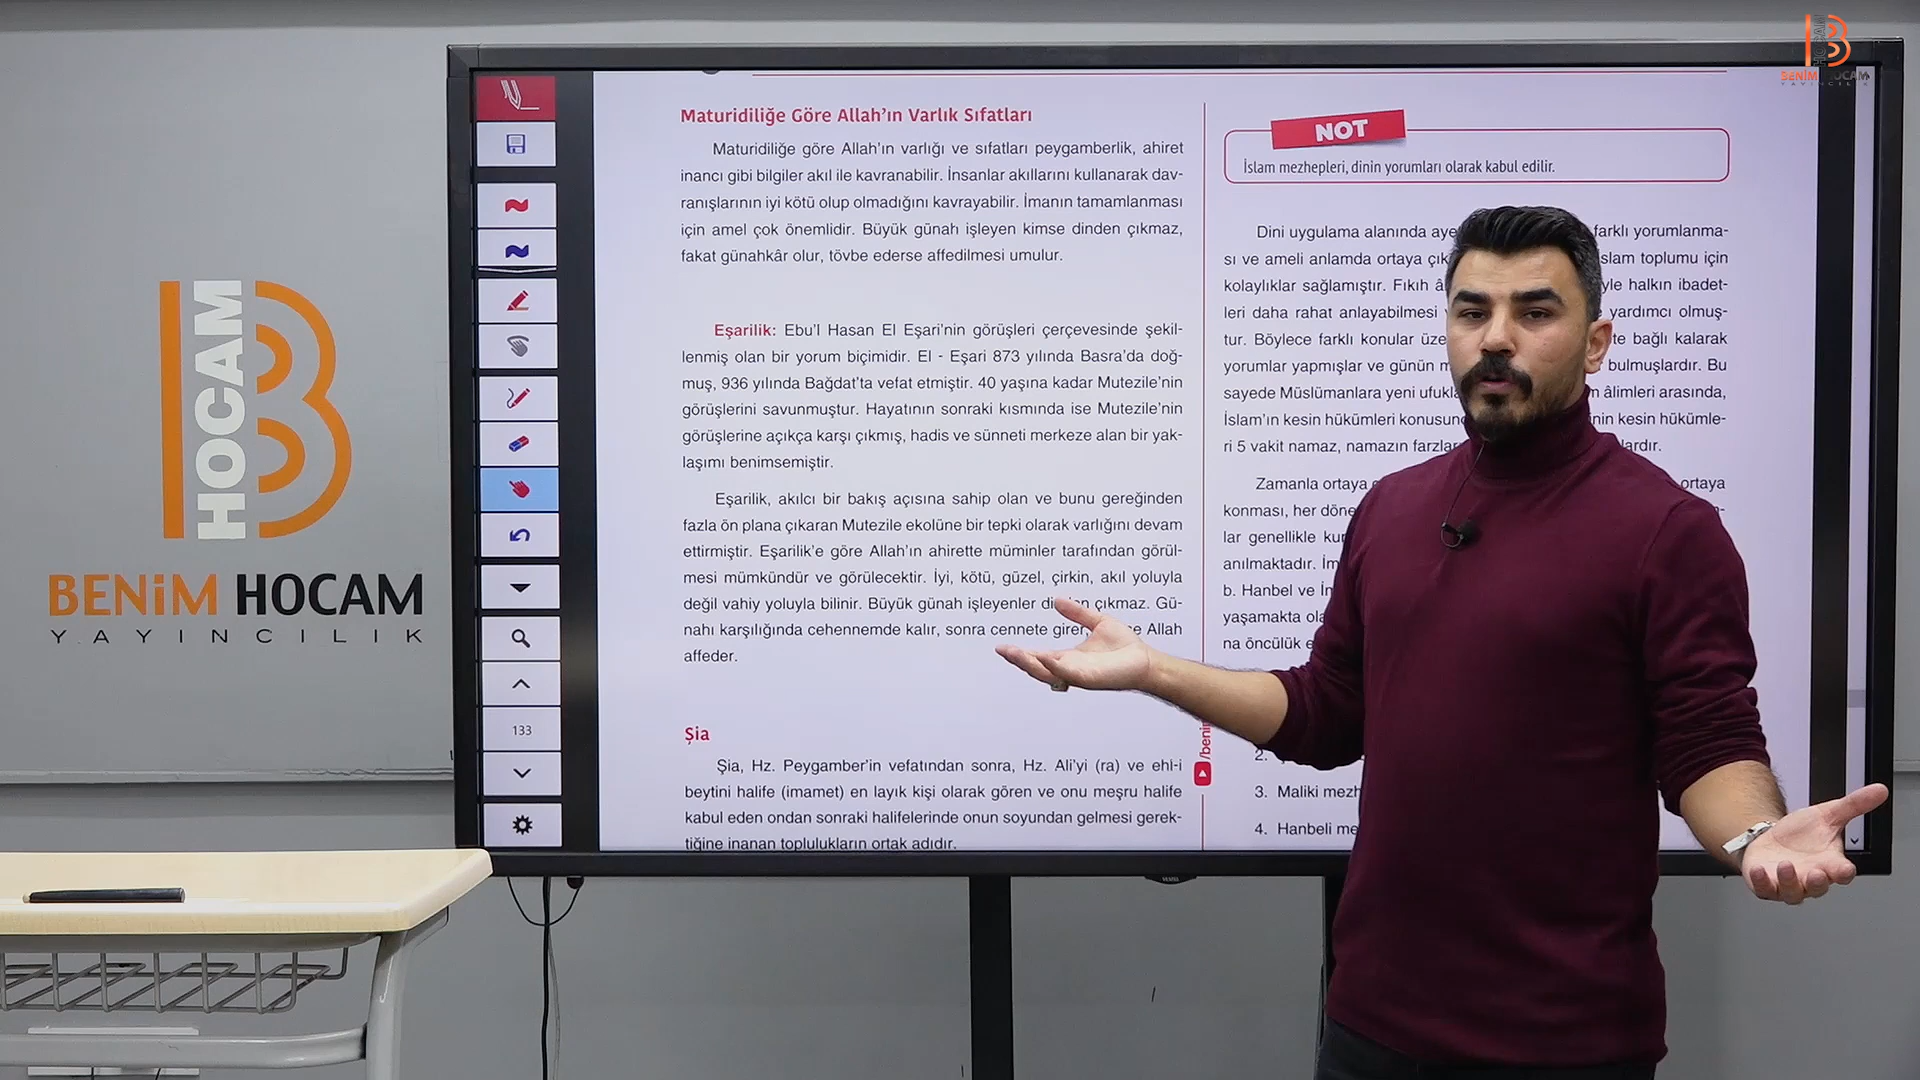 HOCAM
BENİM HOCAM
YAYINCILIK
133
Maturidiliğe Göre Allah’ın Varlık Sıfatları
Maturidiliğe göre Allah’ın varlığı ve sıfatları peygamberlik, ahiret
inancı gibi bilgiler akıl ile kavranabilir. İnsanlar akıllarını kullanarak dav-
ranışlarının iyi kötü olup olmadığını kavrayabilir. İmanın tamamlanması
için amel çok önemlidir. Büyük günah işleyen kimse dinden çıkmaz,
fakat günahkâr olur, tövbe ederse affedilmesi umulur.
Eşarilik: Ebu’l Hasan El Eşari’nin görüşleri çerçevesinde şekil-
lenmiş olan bir yorum biçimidir. El - Eşari 873 yılında Basra’da doğ-
muş, 936 yılında Bağdat’ta vefat etmiştir. 40 yaşına kadar Mutezile’nin
görüşlerini savunmuştur. Hayatının sonraki kısmında ise Mutezile’nin
görüşlerine açıkça karşı çıkmış, hadis ve sünneti merkeze alan bir yak-
laşımı benimsemiştir.
Eşarilik, akılcı bir bakış açısına sahip olan ve bunu gereğinden
fazla ön plana çıkaran Mutezile ekolüne bir tepki olarak varlığını devam
ettirmiştir. Eşarilik’e göre Allah’ın ahirette müminler tarafından görül-
mesi mümkündür ve görülecektir. İyi, kötü, güzel, çirkin, akıl yoluyla
değil vahiy yoluyla bilinir. Büyük günah işleyenler çıkmaz. Gü-
nahı karşılığında cehennemde kalır, sonra cennete girer, Allah
affeder.
Şia
Şia, Hz. Peygamber’in vefatından sonra, Hz. Ali’yi (ra) ve ehi-i
beytini halife (imamet) en layık kişi olarak gören ve onu meşru halife
kabul eden ondan sonraki halifelerinde onun soyundan gelmesi gerek-
tiğine inanan toplulukların ortak adıdır.
/beni
NOT
İslam mezhepleri, dinin yorumları olarak kabul edilir.
Dini uygulama alanında farklı yorumlanma-
sı ve ameli anlamda ortaya toplumu için
kolaylıklar sağlamıştır. Fıkıh halkın ibadet-
leri daha rahat anlayabilmesi yardımcı olmuş-
tur. Böylece farklı konular bağlı kalarak
yorumlar yapmışlar ve günün bulmuşlardır. Bu
sayede Müslümanlara yeni âlimleri arasında,
İslam’ın kesin hükümleri kesin hükümle-
ri 5 vakit namaz, namazın
Zamanla ortaya ortaya
konması, her
lar genellikle
anılmaktadır.
b. Hanbel ve
yaşamakta
na öncülük
2.
3. Maliki
4. Hanbeli
HOCAM
BENİM HOCAM
YAYINCILIK